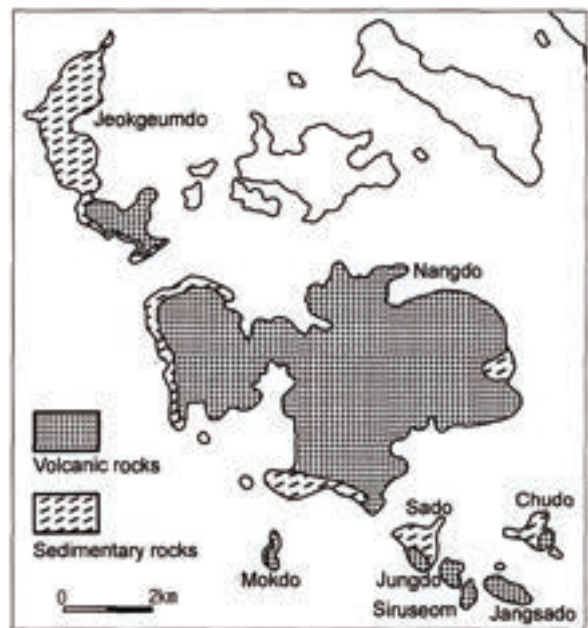 Jeokgeumdo
Nangdo
Volcanic rocks
Sedimentary rocks
0 2km
Sado
Chudo
Mokdo
Jungdo
Siruseom
Jangsado